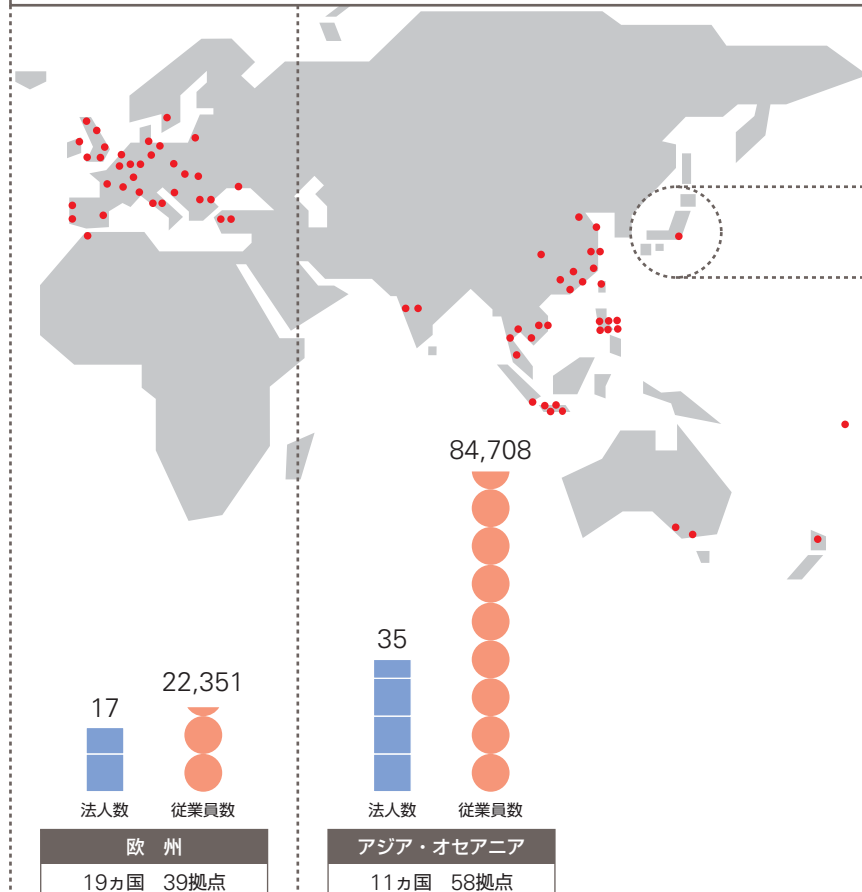 84,708
35
22,351
17
法人数 従業員数
法人数 従業員数
欧 州
アジア・オセアニア
19ヵ国 39拠点
11ヵ国 58拠点